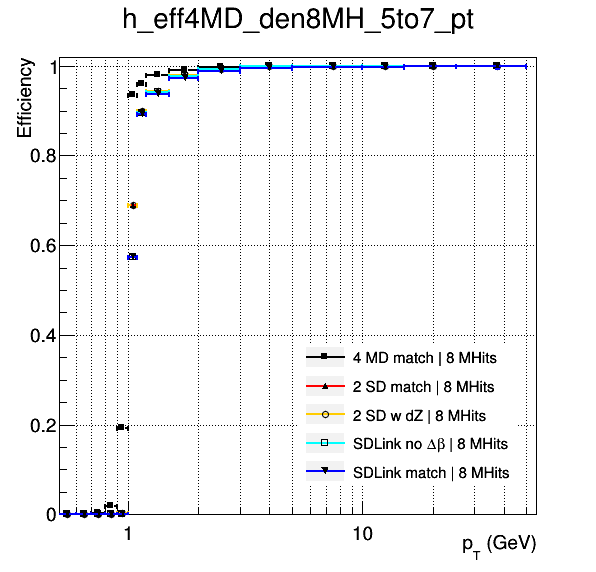 h_eff4MD_den8MH_5to7_pt
Efficiency
1
0.8
0.6
0.4
0.2
0
4 MD match | 8 MHits
2 SD match | 8 MHits
2 SD w dZ | 8 MHits
SDLink no Δβ | 8 MHits
SDLink match | 8 MHits
1
10
p_T (GeV)